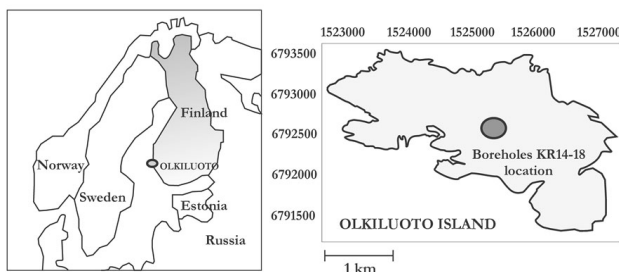 Finland
Norway
OLKILUOTO
Sweden
Estonia
Russia
1523000 1524000 1525000 1526000 1527000
6793500
6793000
6792500
6792000
6791500
Boreholes KR14-18
location
OLKILUOTO ISLAND
1 km